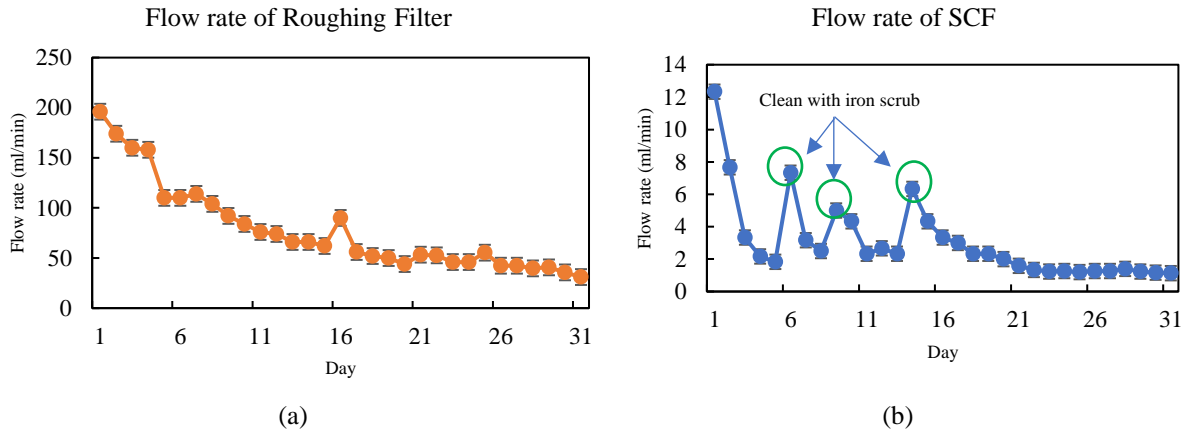 Flow rate of Roughing Filter
250
200
150
100
50
0
Flow rate (ml/min)
1 6 11 16 21 26 31
Day
(a)
Flow rate of SCF
14
12
10
8
6
4
2
0
Flow rate (ml/min)
Clean with iron scrub
1 6 11 16 21 26 31
Day
(b)